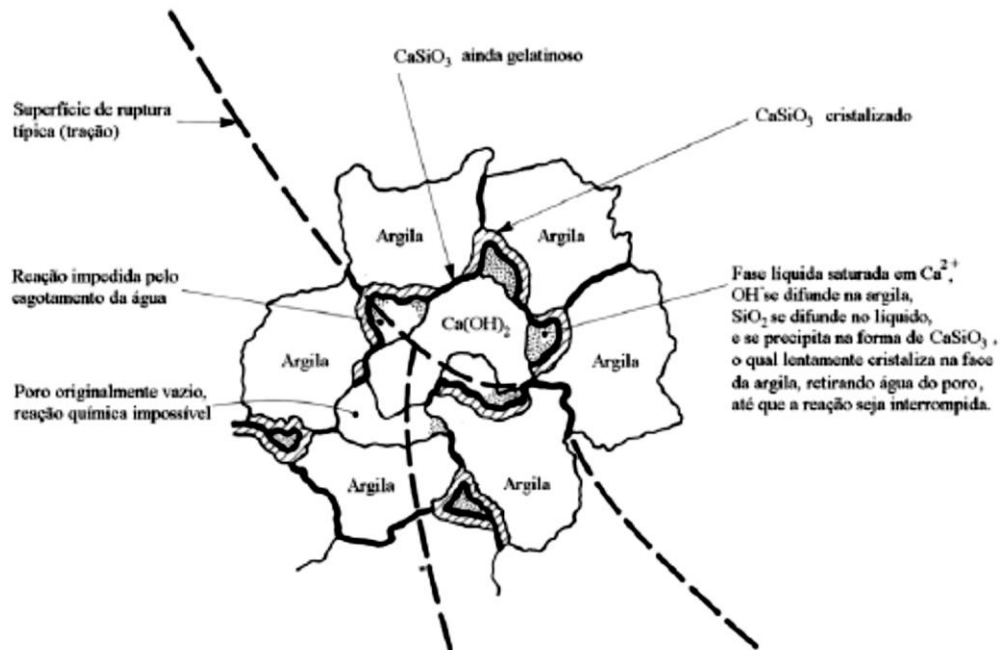 CaSiO₃ ainda gelatinoso
Superfície de ruptura
típica (tração)
CaSiO₃ cristalizado
Argila
Argila
Reação impedida pelo
cagotamento da água
Fase líquida saturada em Ca²⁺,
OH⁻se difunde na argila,
SiO₂ se difunde no líquido,
e se precipita na forma de CaSiO₃ ,
o qual lentamente cristaliza na face
da argila, retirando água do poro,
até que a reação seja interrompida.
Ca(OH)₂
Argila
Argila
Poro originalmente vazio,
reação química impossível
Argila
Argila